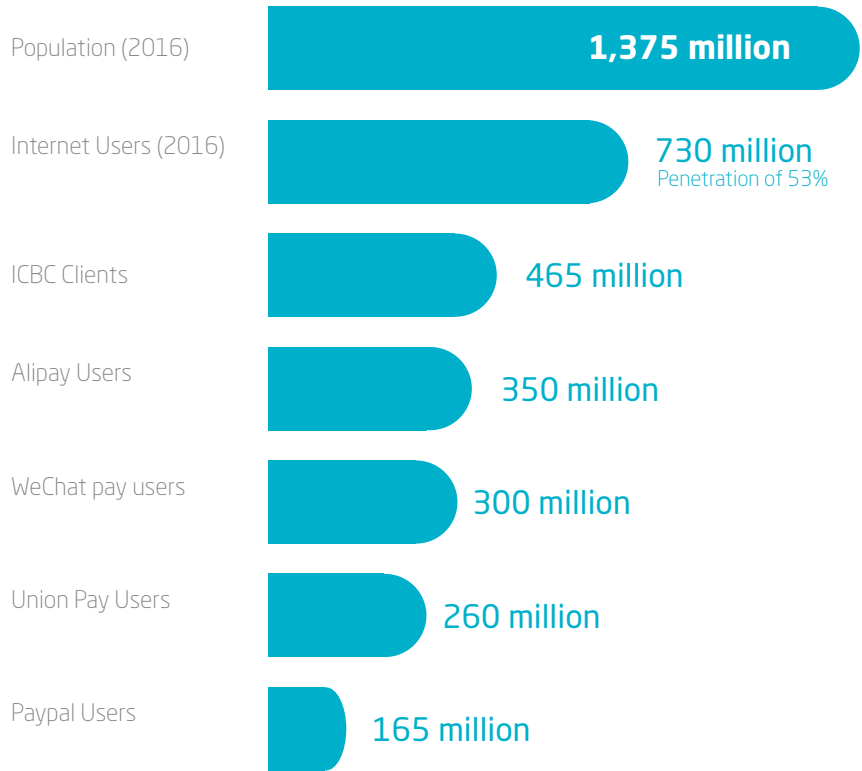 Population (2016)
1,375 million
Internet Users (2016)
730 million
Penetration of 53%
ICBC Clients
465 million
Alipay Users
350 million
WeChat pay users
300 million
Union Pay Users
260 million
Paypal Users
165 million